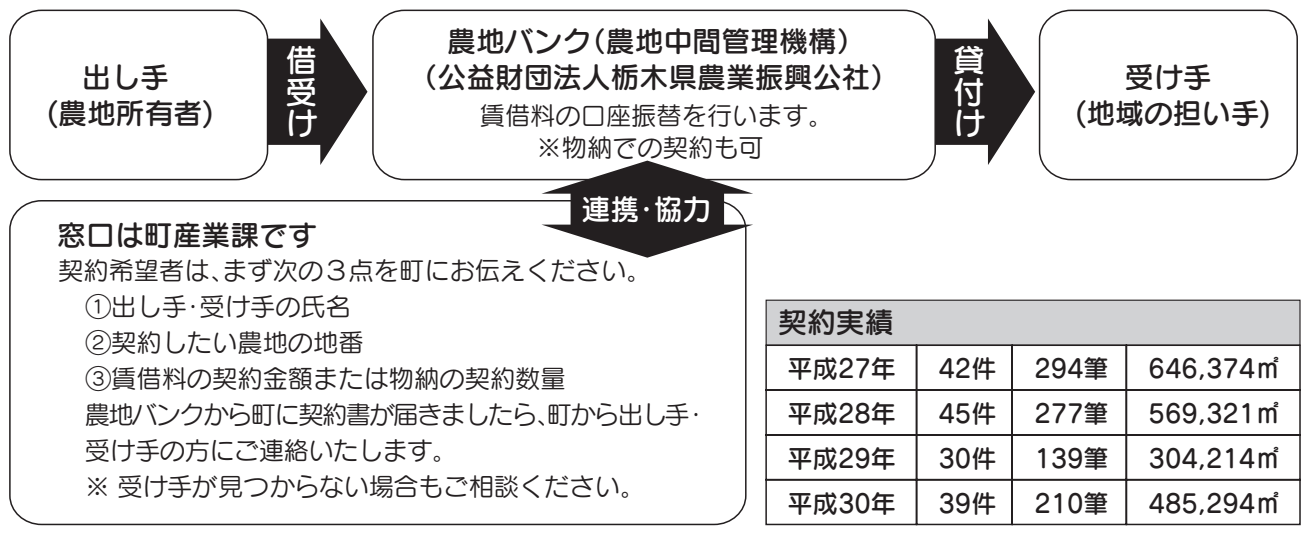 出し手
(農地所有者)
借受け
農地バンク(農地中間管理機構)
(公益財団法人栃木県農業振興公社)
賃借料の口座振替を行います。
※物納での契約も可
貸付け
受け手
(地域の担い手)
連携・協力
窓口は町産業課です
契約希望者は、まず次の3点を町にお伝えください。
①出し手・受け手の氏名
②契約したい農地の地番
③賃借料の契約金額または物納の契約数量
農地バンクから町に契約書が届きましたら、町から出し手・
受け手の方にご連絡いたします。
※ 受け手が見つからない場合もご相談ください。
契約実績
平成27年 42件 294筆 646,374㎡
平成28年 45件 277筆 569,321㎡
平成29年 30件 139筆 304,214㎡
平成30年 39件 210筆 485,294㎡